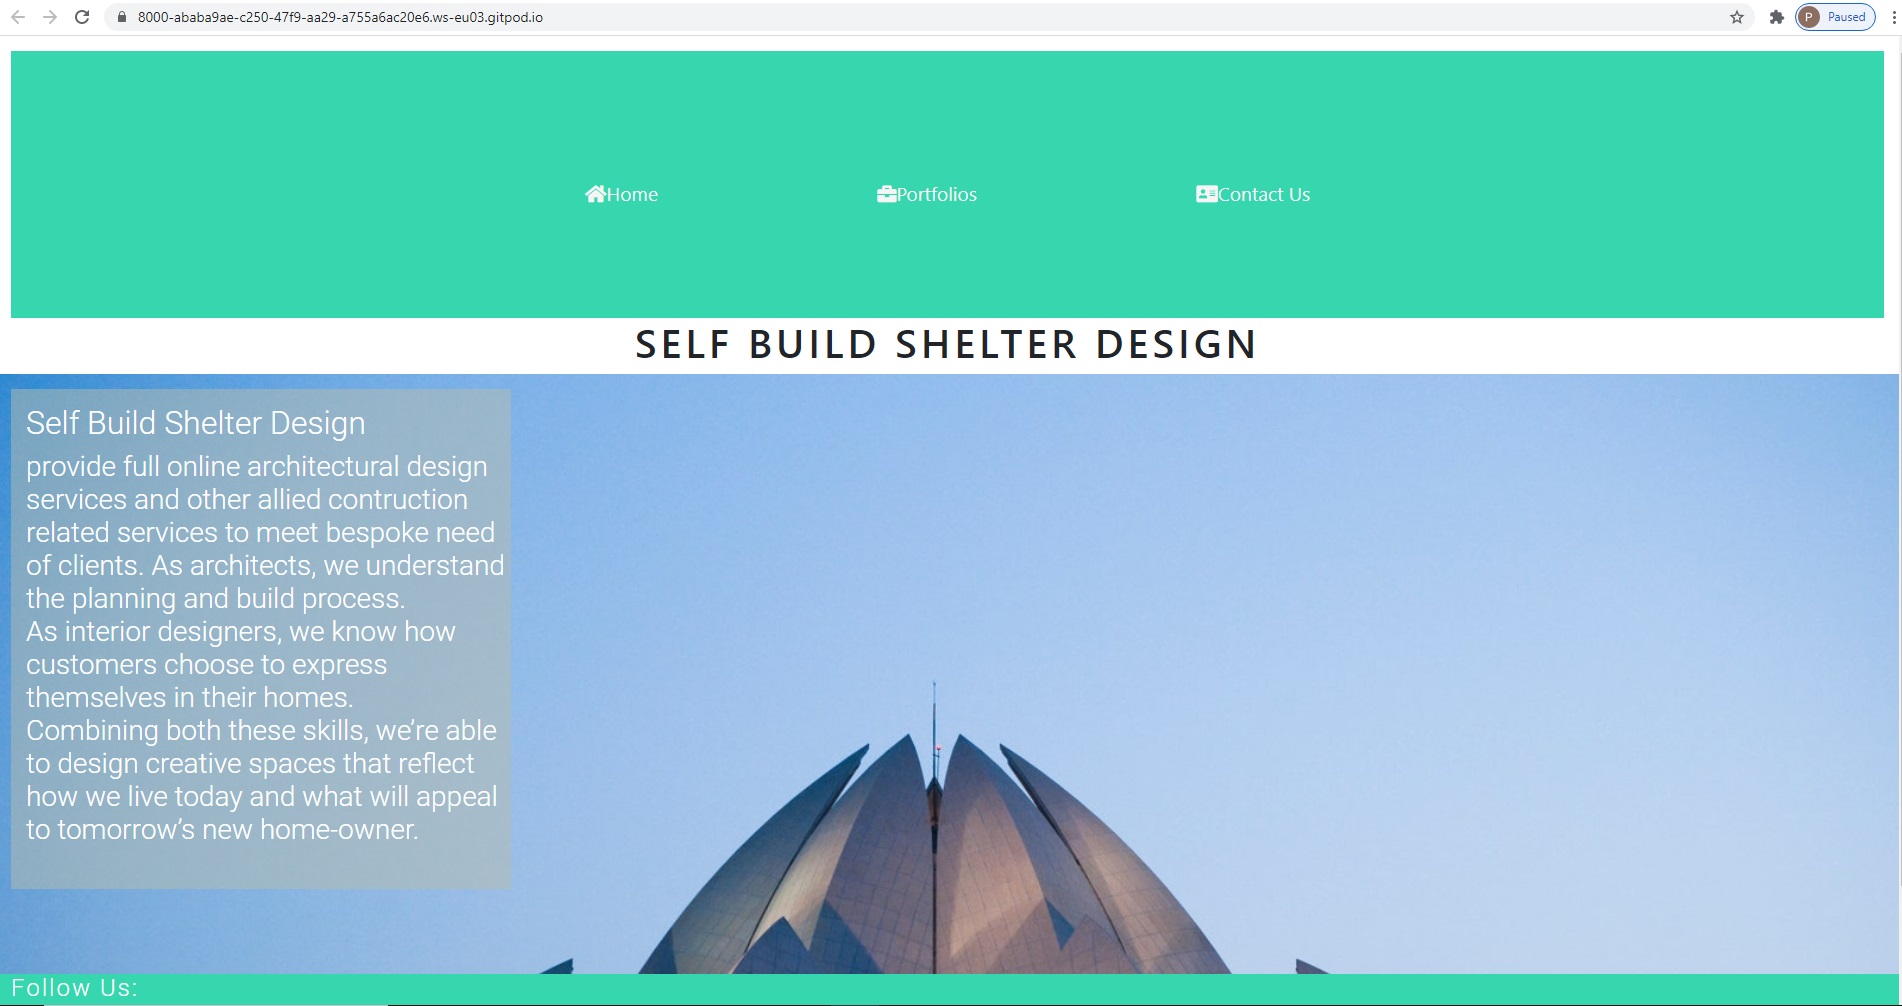 8000-ababa9ae-c250-47f9-aa29-a755a6ac20e6.ws-eu03.gitpod.io
P Paused
Home Portfolios Contact Us
SELF BUILD SHELTER DESIGN
Self Build Shelter Design
provide full online architectural design
services and other allied contruction
related services to meet bespoke need
of clients. As architects, we understand
the planning and build process.
As interior designers, we know how
customers choose to express
themselves in their homes.
Combining both these skills, we’re able
to design creative spaces that reflect
how we live today and what will appeal
to tomorrow’s new home-owner.
Follow Us: